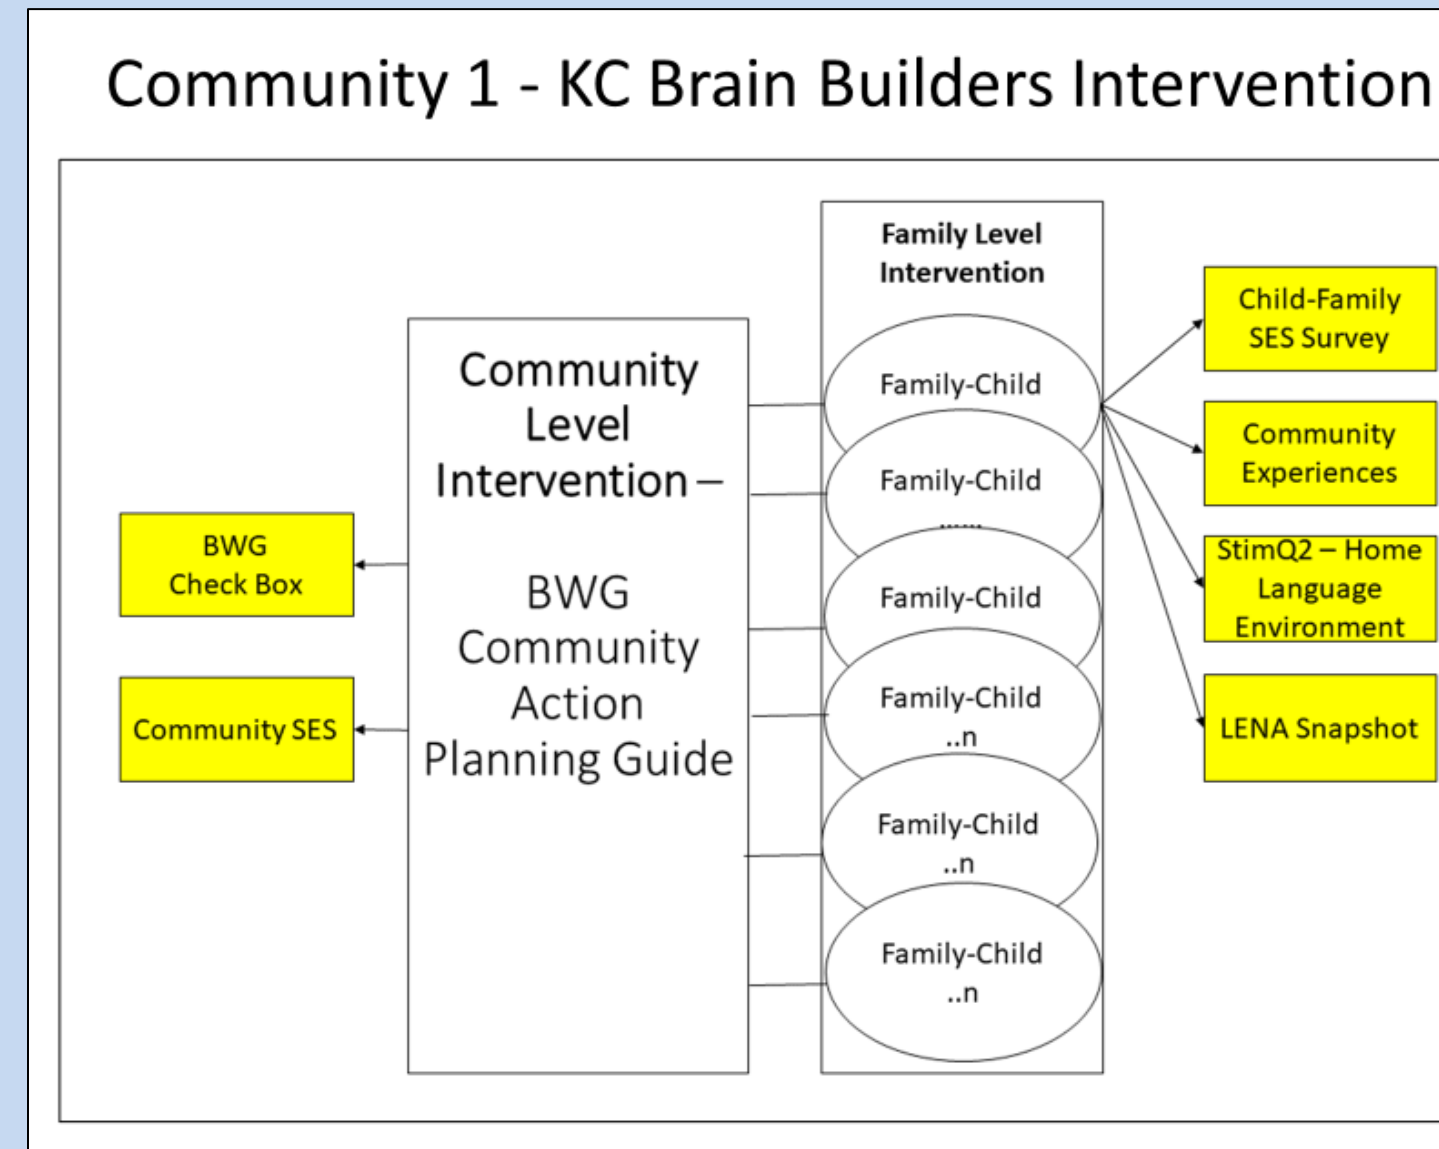 Community 1 - KC Brain Builders Intervention
BWG
Check Box
Community SES
Community
Level
Intervention –
BWG
Community
Action
Planning Guide
Family Level
Intervention
Family-Child
Family-Child
......
Family-Child
Family-Child
..n
Family-Child
..n
Family-Child
..n
Child-Family
SES Survey
Community
Experiences
StimQ2 – Home
Language
Environment
LENA Snapshot